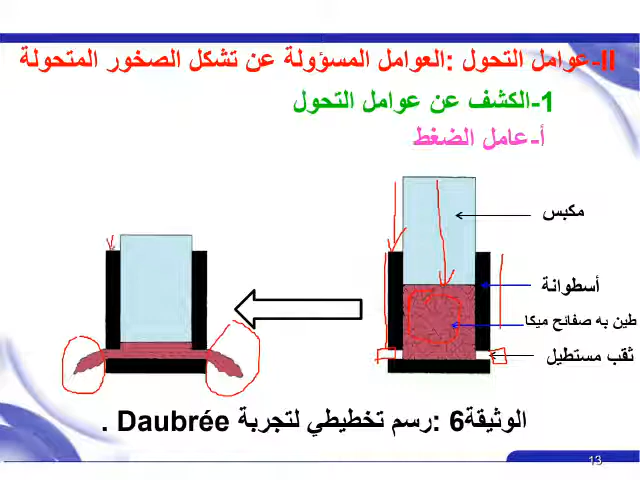 II-عوامل التحول :العوامل المسؤولة عن تشكل الصخور المتحولة
1-الكشف عن عوامل التحول
أ-عامل الضغط
مكبس
أسطوانة
طين به صفائح ميكا
ثقب مستطيل
الوثيقة6 :رسم تخطيطي لتجربة Daubrée .
13